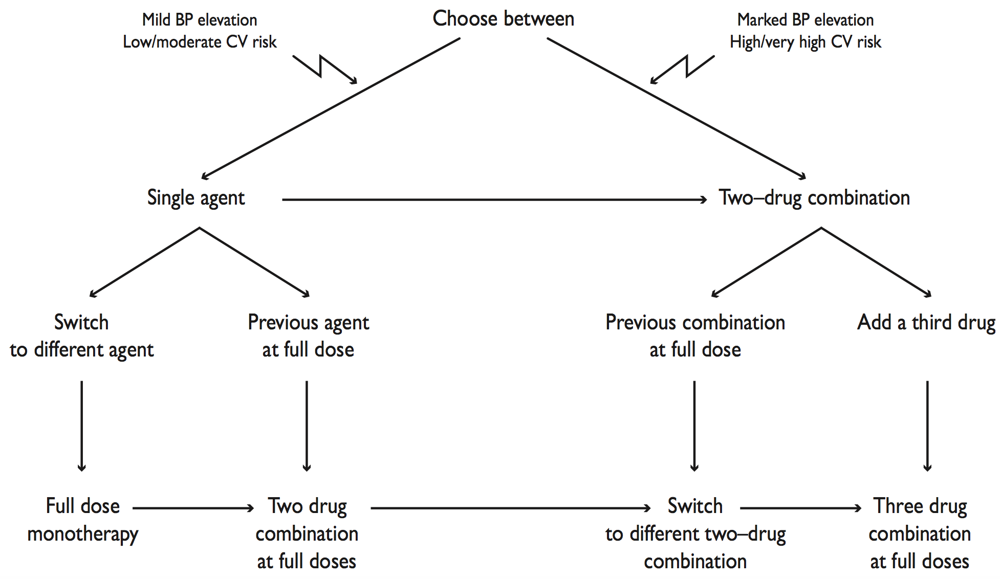 Mild BP elevation
Low/moderate CV risk
Choose between
Marked BP elevation
High/very high CV risk
Single agent
Two–drug combination
Switch
to different agent
Previous agent
at full dose
Previous combination
at full dose
Add a third drug
Full dose
monotherapy
Two drug
combination
at full doses
Switch
to different two–drug
combination
Three drug
combination
at full doses